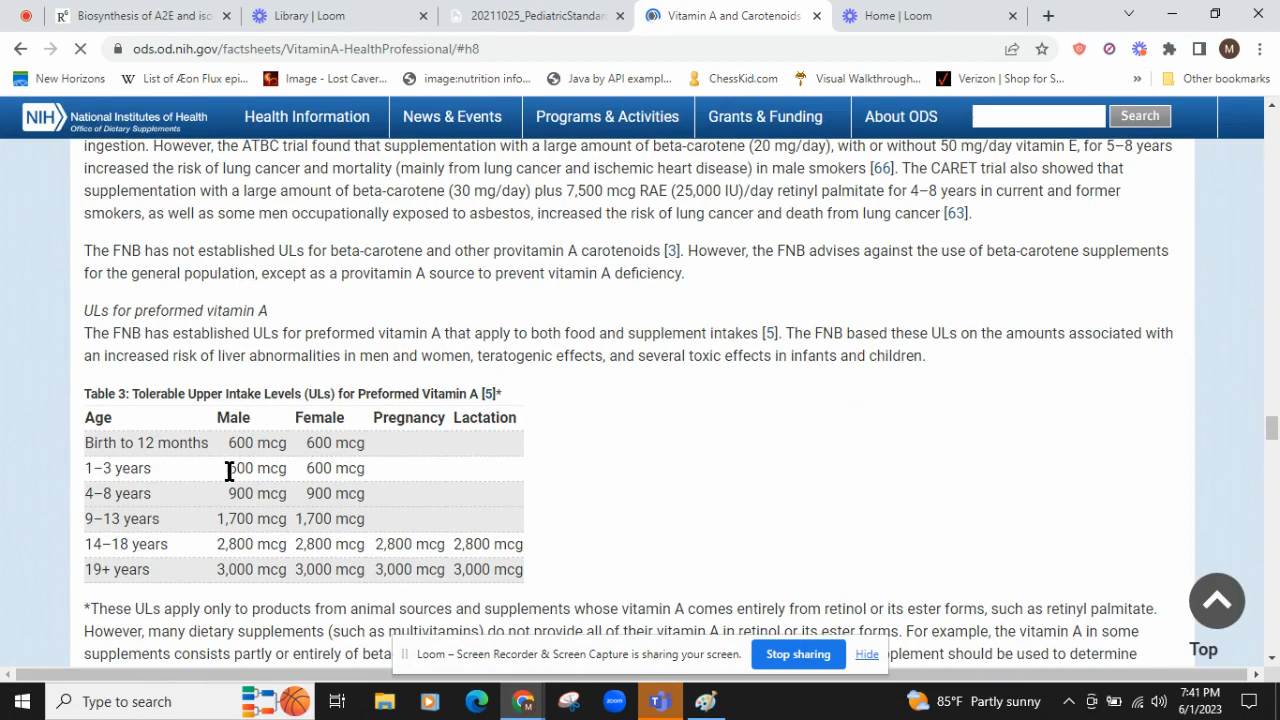 Biosynthesis of A2E and iso
Library | Loom
20211025_PediatricStandar
Vitamin A and Carotenoids
Home | Loom
ods.od.nih.gov/factsheets/VitaminA-HealthProfessional/#h8
M
New Horizons
List of Æon Flux epi...
Image - Lost Caver...
image:nutrition info...
Java by API exampl...
ChessKid.com
Visual Walkthrough...
Verizon | Shop for S...
»
Other bookmarks
NIH National Institutes of Health
Office of Dietary Supplements
Health Information
News & Events
Programs & Activities
Grants & Funding
About ODS
Search
ingestion. However, the ATBC trial found that supplementation with a large amount of beta-carotene (20 mg/day), with or without 50 mg/day vitamin E, for 5–8 years
increased the risk of lung cancer and mortality (mainly from lung cancer and ischemic heart disease) in male smokers [66]. The CARET trial also showed that
supplementation with a large amount of beta-carotene (30 mg/day) plus 7,500 mcg RAE (25,000 IU)/day retinyl palmitate for 4–8 years in current and former
smokers, as well as some men occupationally exposed to asbestos, increased the risk of lung cancer and death from lung cancer [63].
The FNB has not established ULs for beta-carotene and other provitamin A carotenoids [3]. However, the FNB advises against the use of beta-carotene supplements
for the general population, except as a provitamin A source to prevent vitamin A deficiency.
ULs for preformed vitamin A
The FNB has established ULs for preformed vitamin A that apply to both food and supplement intakes [5]. The FNB based these ULs on the amounts associated with
an increased risk of liver abnormalities in men and women, teratogenic effects, and several toxic effects in infants and children.
Table 3: Tolerable Upper Intake Levels (ULs) for Preformed Vitamin A [5]*
Age Male Female Pregnancy Lactation
Birth to 12 months 600 mcg 600 mcg
1–3 years 600 mcg 600 mcg
4–8 years 900 mcg 900 mcg
9–13 years 1,700 mcg 1,700 mcg
14–18 years 2,800 mcg 2,800 mcg 2,800 mcg 2,800 mcg
19+ years 3,000 mcg 3,000 mcg 3,000 mcg 3,000 mcg
*These ULs apply only to products from animal sources and supplements whose vitamin A comes entirely from retinol or its ester forms, such as retinyl palmitate.
However, many dietary supplements (such as multivitamins) do not provide all of their vitamin A in retinol or its ester forms. For example, the vitamin A in some
supplements consists partly or entirely of beta- plement should be used to determine
Top
Loom – Screen Recorder & Screen Capture is sharing your screen.
Stop sharing
Hide
Type here to search
zoom
85°F Partly sunny
7:41 PM
6/1/2023